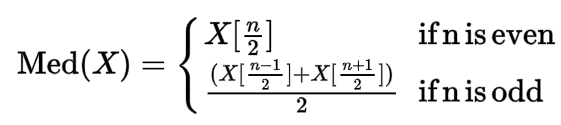 Med(X) = { X[n/2] if n is even
(X[(n-1)/2]+X[(n+1)/2])/2 if n is odd